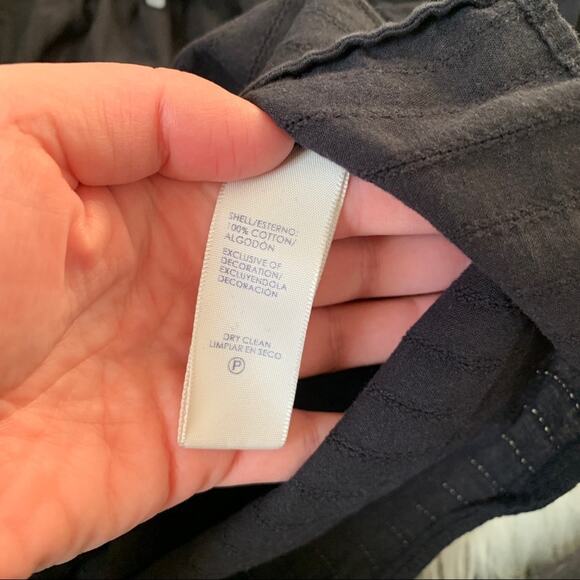 SHELL/ESTERNO:
100% COTTON/
ALGODÓN
EXCLUSIVE OF
DECORATION/
EXCLUYENDOLA
DECORACIÓN
DRY CLEAN
LIMPIAR EN SECO
P